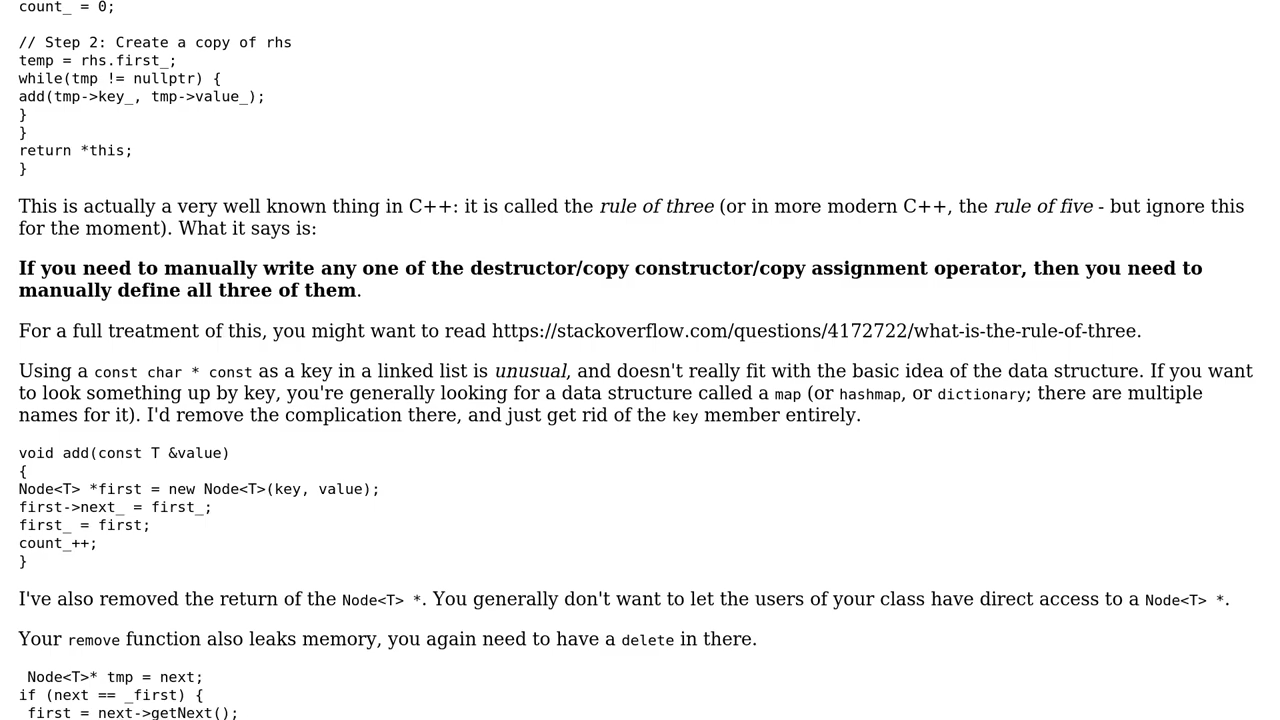 count_ = 0;
// Step 2: Create a copy of rhs
temp = rhs.first_;
while(tmp != nullptr) {
add(tmp->key_, tmp->value_);
}
}
return *this;
}
This is actually a very well known thing in C++: it is called the rule of three (or in more modern C++, the rule of five - but ignore this
for the moment). What it says is:
If you need to manually write any one of the destructor/copy constructor/copy assignment operator, then you need to
manually define all three of them.
For a full treatment of this, you might want to read https://stackoverflow.com/questions/4172722/what-is-the-rule-of-three.
Using a const char * const as a key in a linked list is unusual, and doesn't really fit with the basic idea of the data structure. If you want
to look something up by key, you're generally looking for a data structure called a map (or hashmap, or dictionary; there are multiple
names for it). I'd remove the complication there, and just get rid of the key member entirely.
void add(const T &value)
{
Node<T> *first = new Node<T>(key, value);
first->next_ = first_;
first_ = first;
count_++;
}
I've also removed the return of the Node<T> *. You generally don't want to let the users of your class have direct access to a Node<T> *.
Your remove function also leaks memory, you again need to have a delete in there.
Node<T>* tmp = next;
if (next == _first) {
first = next->getNext();